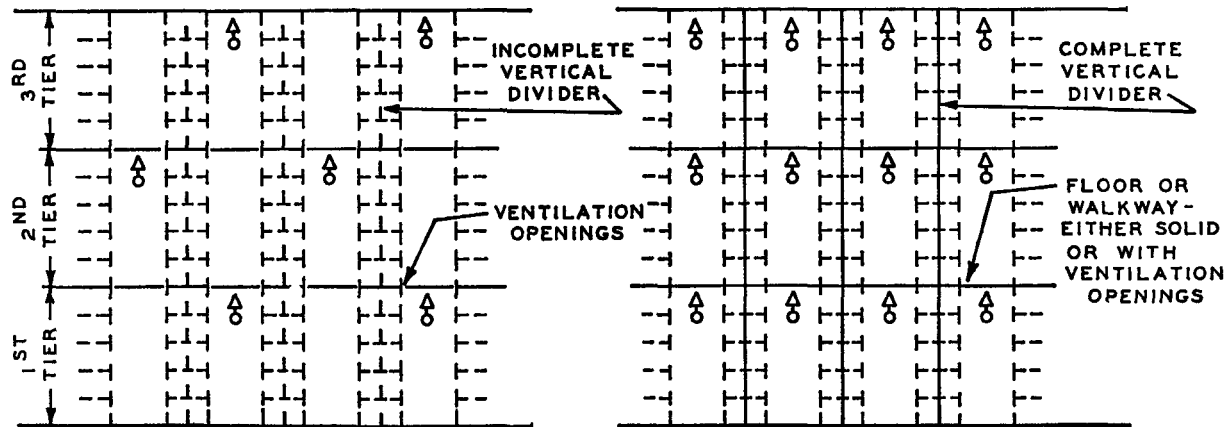 3RD
TIER
2ND
TIER
1ST
TIER
INCOMPLETE
VERTICAL
DIVIDER
VENTILATION
OPENINGS
COMPLETE
VERTICAL
DIVIDER
FLOOR OR
WALKWAY-
EITHER SOLID
OR WITH
VENTILATION
OPENINGS